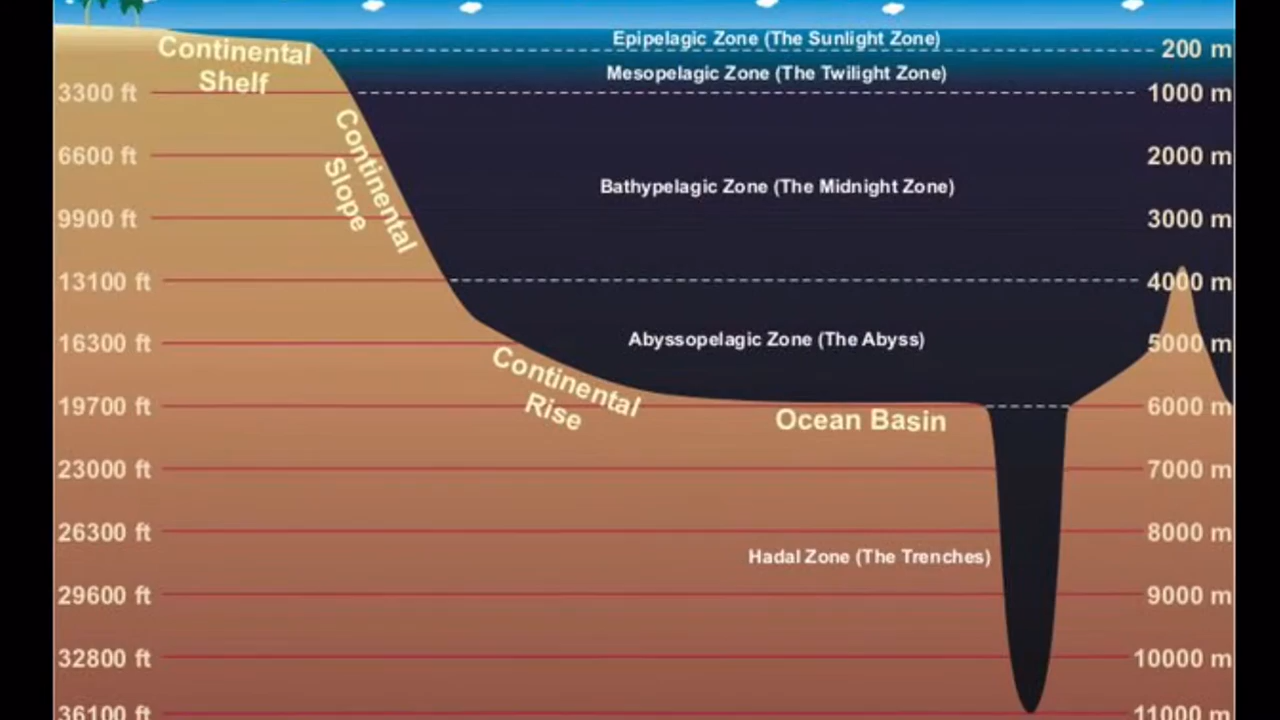 Epipelagic Zone (The Sunlight Zone)
Continental
Shelf
200 m
Mesopelagic Zone (The Twilight Zone)
3300 ft
1000 m
Continental
Slope
6600 ft
2000 m
Bathypelagic Zone (The Midnight Zone)
9900 ft
3000 m
13100 ft
4000 m
Abyssopelagic Zone (The Abyss)
16300 ft
5000 m
Continental
Rise
19700 ft
6000 m
Ocean Basin
23000 ft
7000 m
26300 ft
8000 m
Hadal Zone (The Trenches)
29600 ft
9000 m
32800 ft
10000 m
36100 ft
11000 m